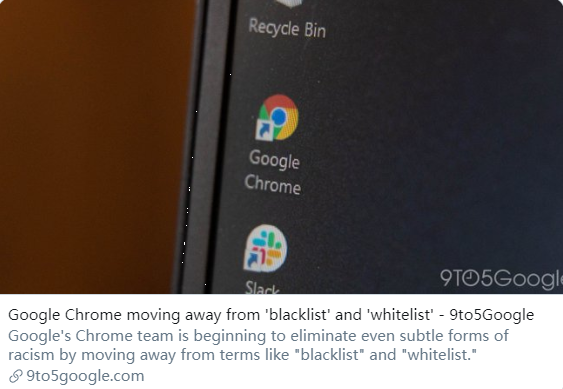 Recycle Bin
Google
Chrome
Slack
9TO5Google
Google Chrome moving away from 'blacklist' and 'whitelist' - 9to5Google
Google's Chrome team is beginning to eliminate even subtle forms of
racism by moving away from terms like "blacklist" and "whitelist."
9to5google.com